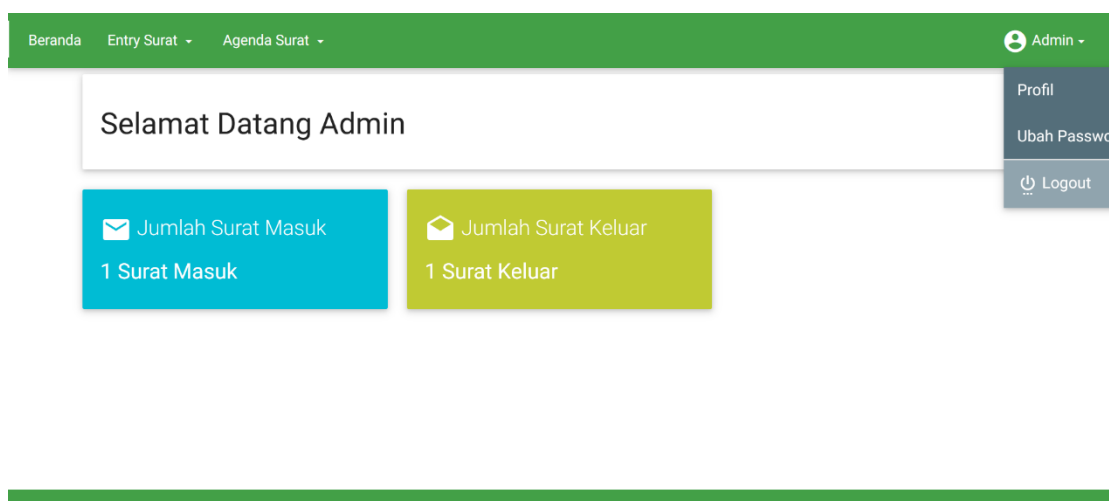 Beranda Entry Surat Agenda Surat Admin
Profil
Selamat Datang Admin
Ubah
Logout
Jumlah Surat Masuk Jumlah Surat Keluar
1 Surat Masuk 1 Surat Keluar